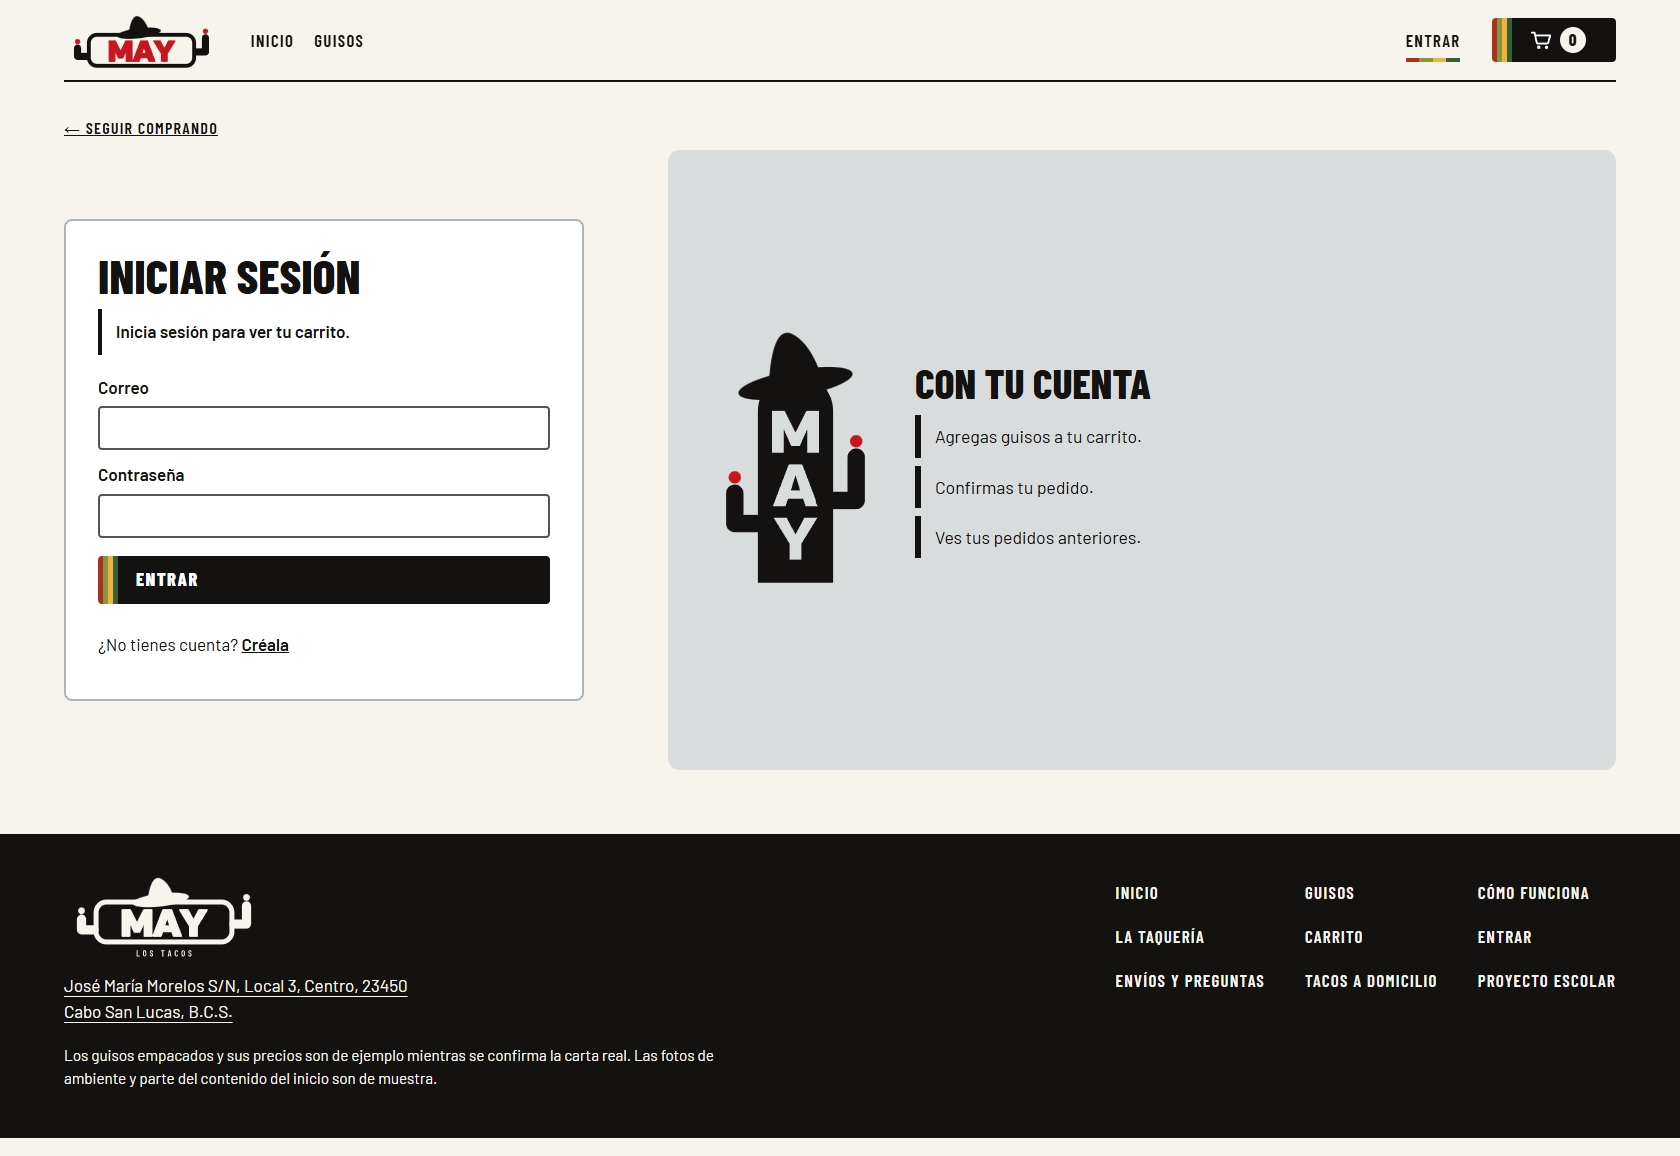 MAY
INICIO
GUISOS
ENTRAR
0
← SEGUIR COMPRANDO
INICIAR SESIÓN
Inicia sesión para ver tu carrito.
Correo
Contraseña
ENTRAR
¿No tienes cuenta? Créala
MAY
CON TU CUENTA
Agregas guisos a tu carrito.
Confirmas tu pedido.
Ves tus pedidos anteriores.
MAY
LOS TACOS
José María Morelos S/N, Local 3, Centro, 23450
Cabo San Lucas, B.C.S.
Los guisos empacados y sus precios son de ejemplo mientras se confirma la carta real. Las fotos de
ambiente y parte del contenido del inicio son de muestra.
INICIO
GUISOS
CÓMO FUNCIONA
LA TAQUERÍA
CARRITO
ENTRAR
ENVÍOS Y PREGUNTAS
TACOS A DOMICILIO
PROYECTO ESCOLAR